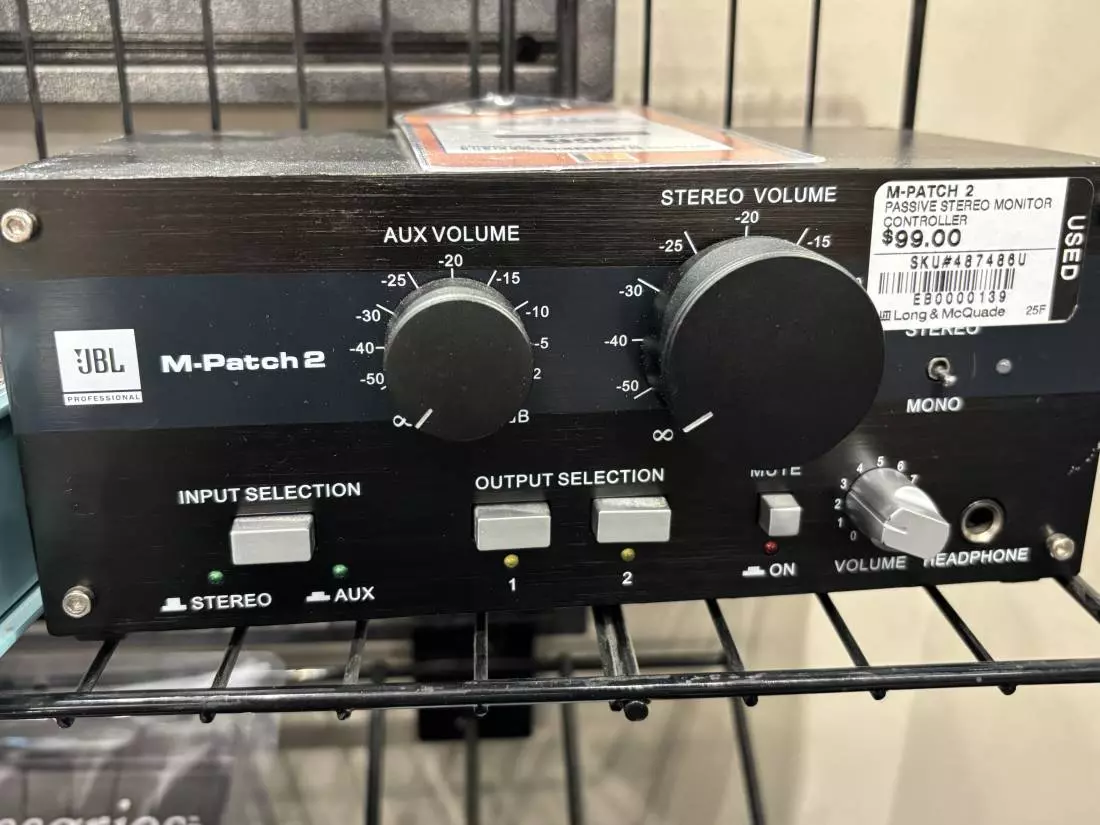 STEREO VOLUME
-20
-25
-15
-30
-40
-50
∞
AUX VOLUME
-20
-25
-15
-30
-10
-40
-5
-50
2
M-PATCH 2
PASSIVE STEREO MONITOR
CONTROLLER
$99.00
SKU#487486U
EB0000139
Long & McQuade
25F
USED
JBL
PROFESSIONAL
M-Patch 2
STEREO
MONO
INPUT SELECTION
STEREO
AUX
OUTPUT SELECTION
1
2
MUTE
ON
0
1
2
3
4
5
6
7
VOLUME
HEADPHONE